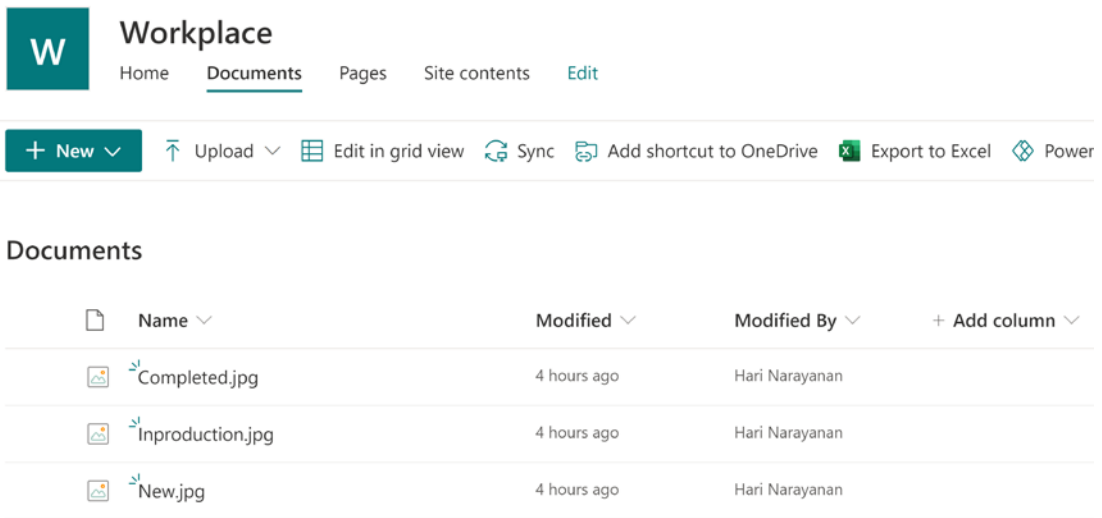 W
Workplace
Home Documents Pages Site contents Edit
New Upload Edit in grid view Sync Add shortcut to OneDrive Export to Excel Power
Documents
Name Modified Modified By + Add column
Completed.jpg 4 hours ago Hari Narayanan
Inproduction.jpg 4 hours ago Hari Narayanan
New.jpg 4 hours ago Hari Narayanan